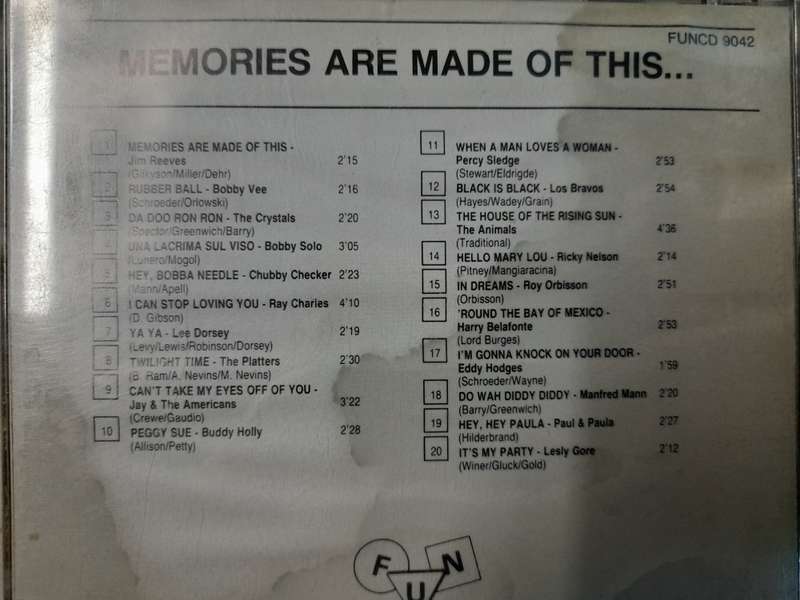 FUNCD 9042
MEMORIES ARE MADE OF THIS...
1 MEMORIES ARE MADE OF THIS -
Jim Reeves 2'15
(Gilkyson/Miller/Dehr)
2 RUBBER BALL - Bobby Vee 2'16
(Schroeder/Orlowski)
3 DA DOO RON RON - The Crystals 2'20
(Spector/Greenwich/Barry)
4 UNA LACRIMA SUL VISO - Bobby Solo 3'05
(Lunero/Mogol)
5 HEY, BOBBA NEEDLE - Chubby Checker 2'23
(Mann/Apell)
6 I CAN STOP LOVING YOU - Ray Charles 4'10
(D. Gibson)
7 YA YA - Lee Dorsey 2'19
(Levy/Lewis/Robinson/Dorsey)
8 TWILIGHT TIME - The Platters 2'30
(B. Ram/A. Nevins/M. Nevins)
9 CAN'T TAKE MY EYES OFF OF YOU -
Jay & The Americans 3'22
(Crewe/Gaudio)
10 PEGGY SUE - Buddy Holly 2'28
(Allison/Petty)
11 WHEN A MAN LOVES A WOMAN -
Percy Sledge 2'53
(Stewart/Eldrigde)
12 BLACK IS BLACK - Los Bravos 2'54
(Hayes/Wadey/Grain)
13 THE HOUSE OF THE RISING SUN -
The Animals 4'36
(Traditional)
14 HELLO MARY LOU - Ricky Nelson 2'14
(Pitney/Mangiaracina)
15 IN DREAMS - Roy Orbisson 2'51
(Orbisson)
16 'ROUND THE BAY OF MEXICO -
Harry Belafonte 2'53
(Lord Burges)
17 I'M GONNA KNOCK ON YOUR DOOR -
Eddy Hodges 1'59
(Schroeder/Wayne)
18 DO WAH DIDDY DIDDY - Manfred Mann 2'20
(Barry/Greenwich)
19 HEY, HEY PAULA - Paul & Paula 2'27
(Hilderbrand)
20 IT'S MY PARTY - Lesly Gore 2'12
(Winer/Gluck/Gold)
FUN